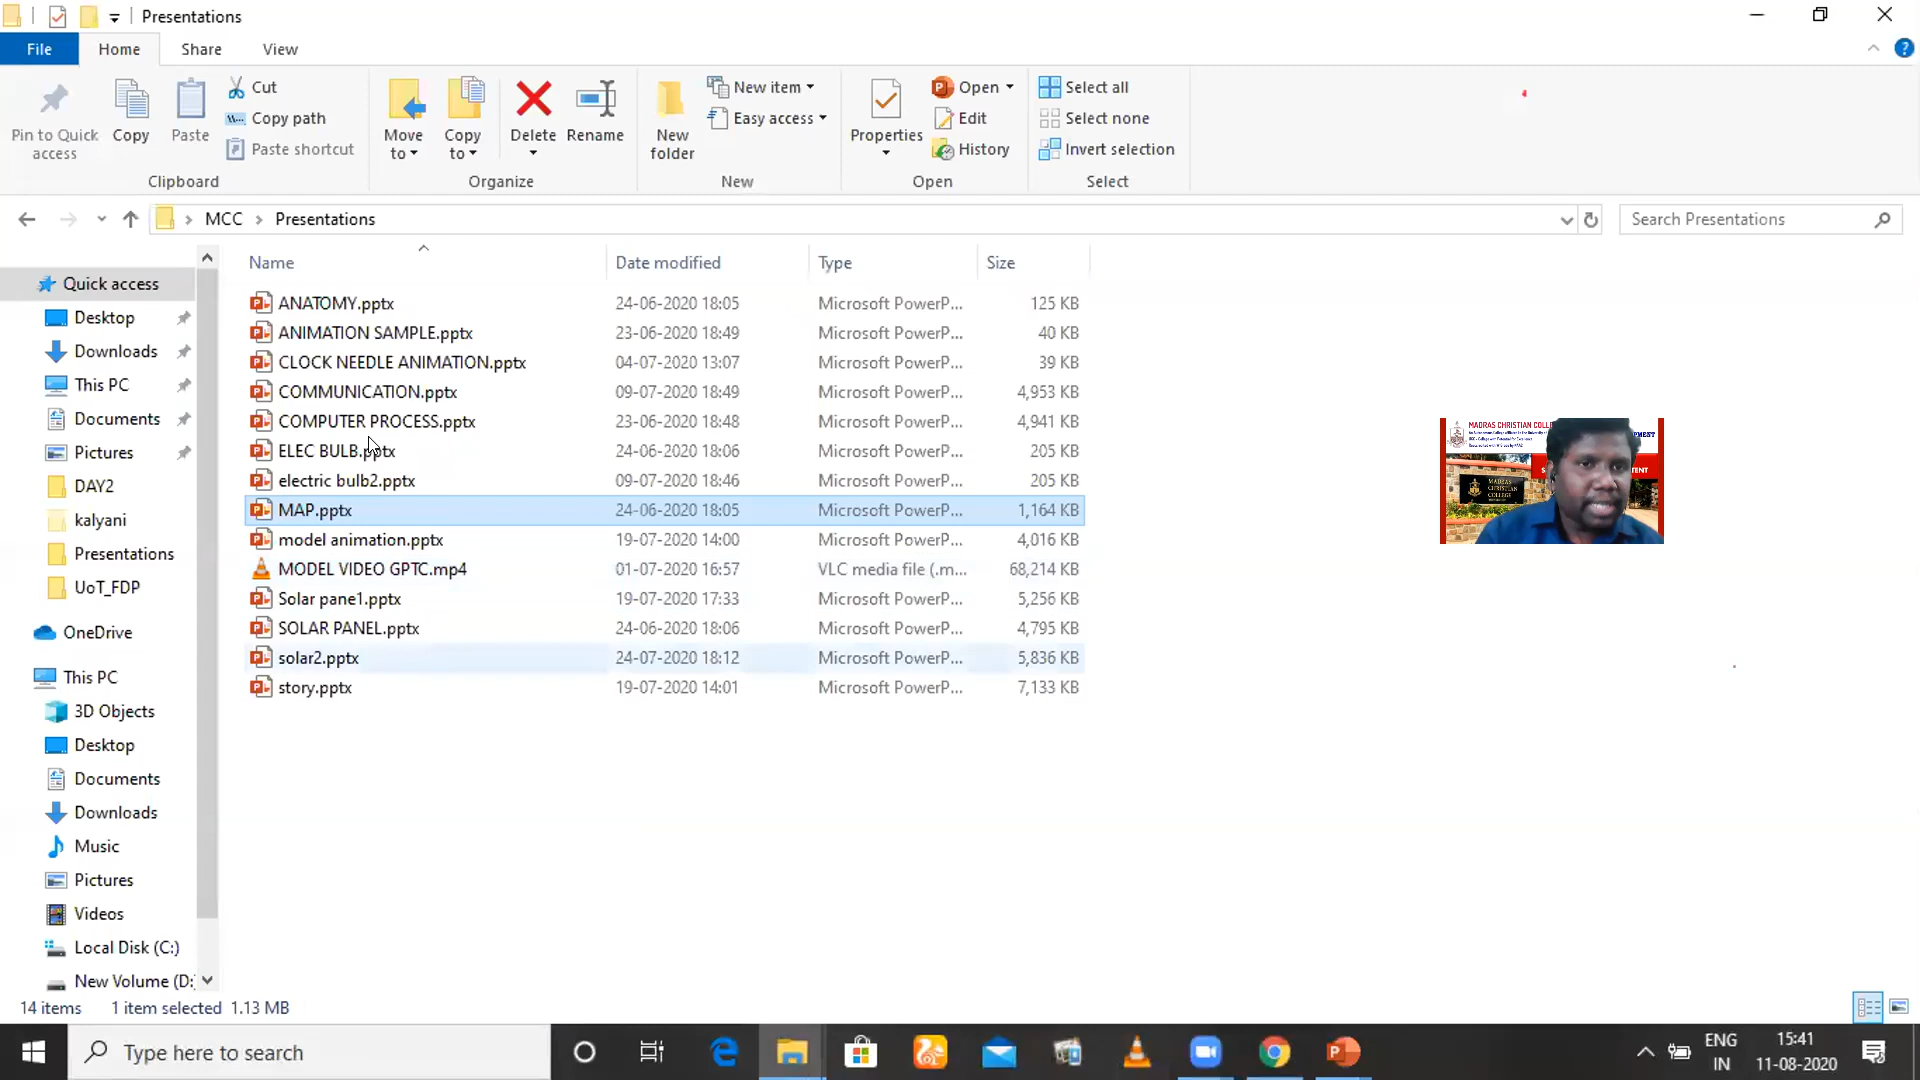 Presentations
File Home Share View
Pin to Quick access
Copy
Paste
Cut
Copy path
Paste shortcut
Clipboard
Move to
Copy to
Delete
Rename
Organize
New folder
New item
Easy access
New
Properties
Open
Edit
History
Open
Select all
Select none
Invert selection
Select
MCC > Presentations
Search Presentations
Quick access
Desktop
Downloads
This PC
Documents
Pictures
DAY2
kalyani
Presentations
UoT_FDP
OneDrive
This PC
3D Objects
Desktop
Documents
Downloads
Music
Pictures
Videos
Local Disk (C:)
New Volume (D:
Name Date modified Type Size
ANATOMY.pptx 24-06-2020 18:05 Microsoft PowerP... 125 KB
ANIMATION SAMPLE.pptx 23-06-2020 18:49 Microsoft PowerP... 40 KB
CLOCK NEEDLE ANIMATION.pptx 04-07-2020 13:07 Microsoft PowerP... 39 KB
COMMUNICATION.pptx 09-07-2020 18:49 Microsoft PowerP... 4,953 KB
COMPUTER PROCESS.pptx 23-06-2020 18:48 Microsoft PowerP... 4,941 KB
ELEC BULB.pptx 24-06-2020 18:06 Microsoft PowerP... 205 KB
electric bulb2.pptx 09-07-2020 18:46 Microsoft PowerP... 205 KB
MAP.pptx 24-06-2020 18:05 Microsoft PowerP... 1,164 KB
model animation.pptx 19-07-2020 14:00 Microsoft PowerP... 4,016 KB
MODEL VIDEO GPTC.mp4 01-07-2020 16:57 VLC media file (.m... 68,214 KB
Solar pane1.pptx 19-07-2020 17:33 Microsoft PowerP... 5,256 KB
SOLAR PANEL.pptx 24-06-2020 18:06 Microsoft PowerP... 4,795 KB
solar2.pptx 24-07-2020 18:12 Microsoft PowerP... 5,836 KB
story.pptx 19-07-2020 14:01 Microsoft PowerP... 7,133 KB
MADRAS CHRISTIAN COLL
MADRAS
CHRISTIAN
COLLEGE
14 items 1 item selected 1.13 MB
Type here to search
ENG
IN
15:41
11-08-2020